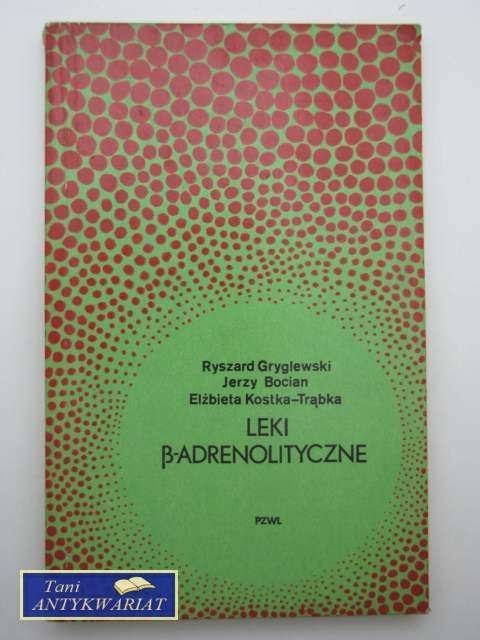 Ryszard Gryglewski
Jerzy Bocian
Elżbieta Kostka-Trąbka
LEKI
β-ADRENOLITYCZNE
PZWL
Tani
ANTYKWARIAT